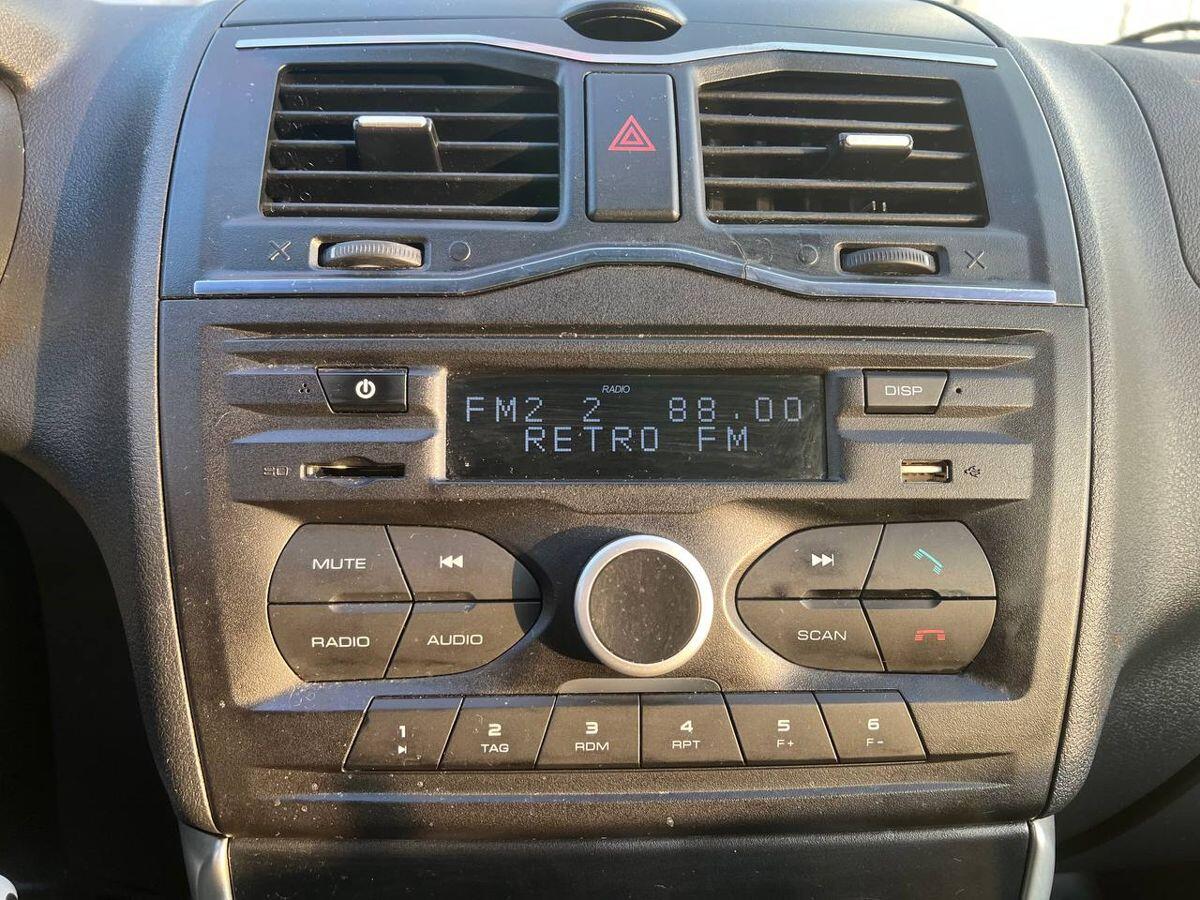 RADIO
DISP
FM2 2 88.00
RETRO FM
SD
MUTE
RADIO
AUDIO
SCAN
1
2 TAG
3 RDM
4 RPT
5 F+
6 F-